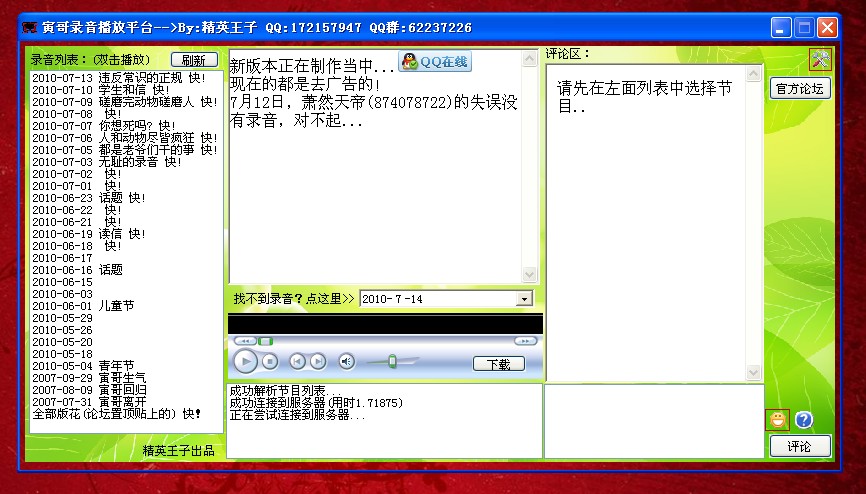 寅哥录音播放平台-->By:精英王子 QQ:172157947 QQ群:62237226
录音列表：(双击播放)
刷新
2010-07-13 违反常识的正规 快!
2010-07-10 学生和信 快!
2010-07-09 磋磨完动物磋磨人 快!
2010-07-08 快!
2010-07-07 你想死吗? 快!
2010-07-06 人和动物尽皆疯狂 快!
2010-07-05 都是老爷们干的事 快!
2010-07-03 无耻的录音 快!
2010-07-02 快!
2010-07-01 快!
2010-06-23 话题 快!
2010-06-22 快!
2010-06-21 快!
2010-06-19 读信 快!
2010-06-18 快!
2010-06-17
2010-06-16 话题
2010-06-15
2010-06-03
2010-06-01 儿童节
2010-05-29
2010-05-26
2010-05-20
2010-05-18
2010-05-04 青年节
2007-09-29 寅哥生气
2007-08-09 寅哥回归
2007-07-31 寅哥离开
全部版花(论坛置顶贴上的) 快!
精英王子出品
新版本正在制作当中...
QQ在线
现在的都是去广告的!
7月12日，萧然天帝(874078722)的失误没
有录音，对不起...
找不到录音？点这里>>
2010- 7 -14
下载
成功解析节目列表...
成功连接到服务器(用时1.71875)
正在尝试连接到服务器...
评论区：
请先在左面列表中选择节
目..
官方论坛
评论